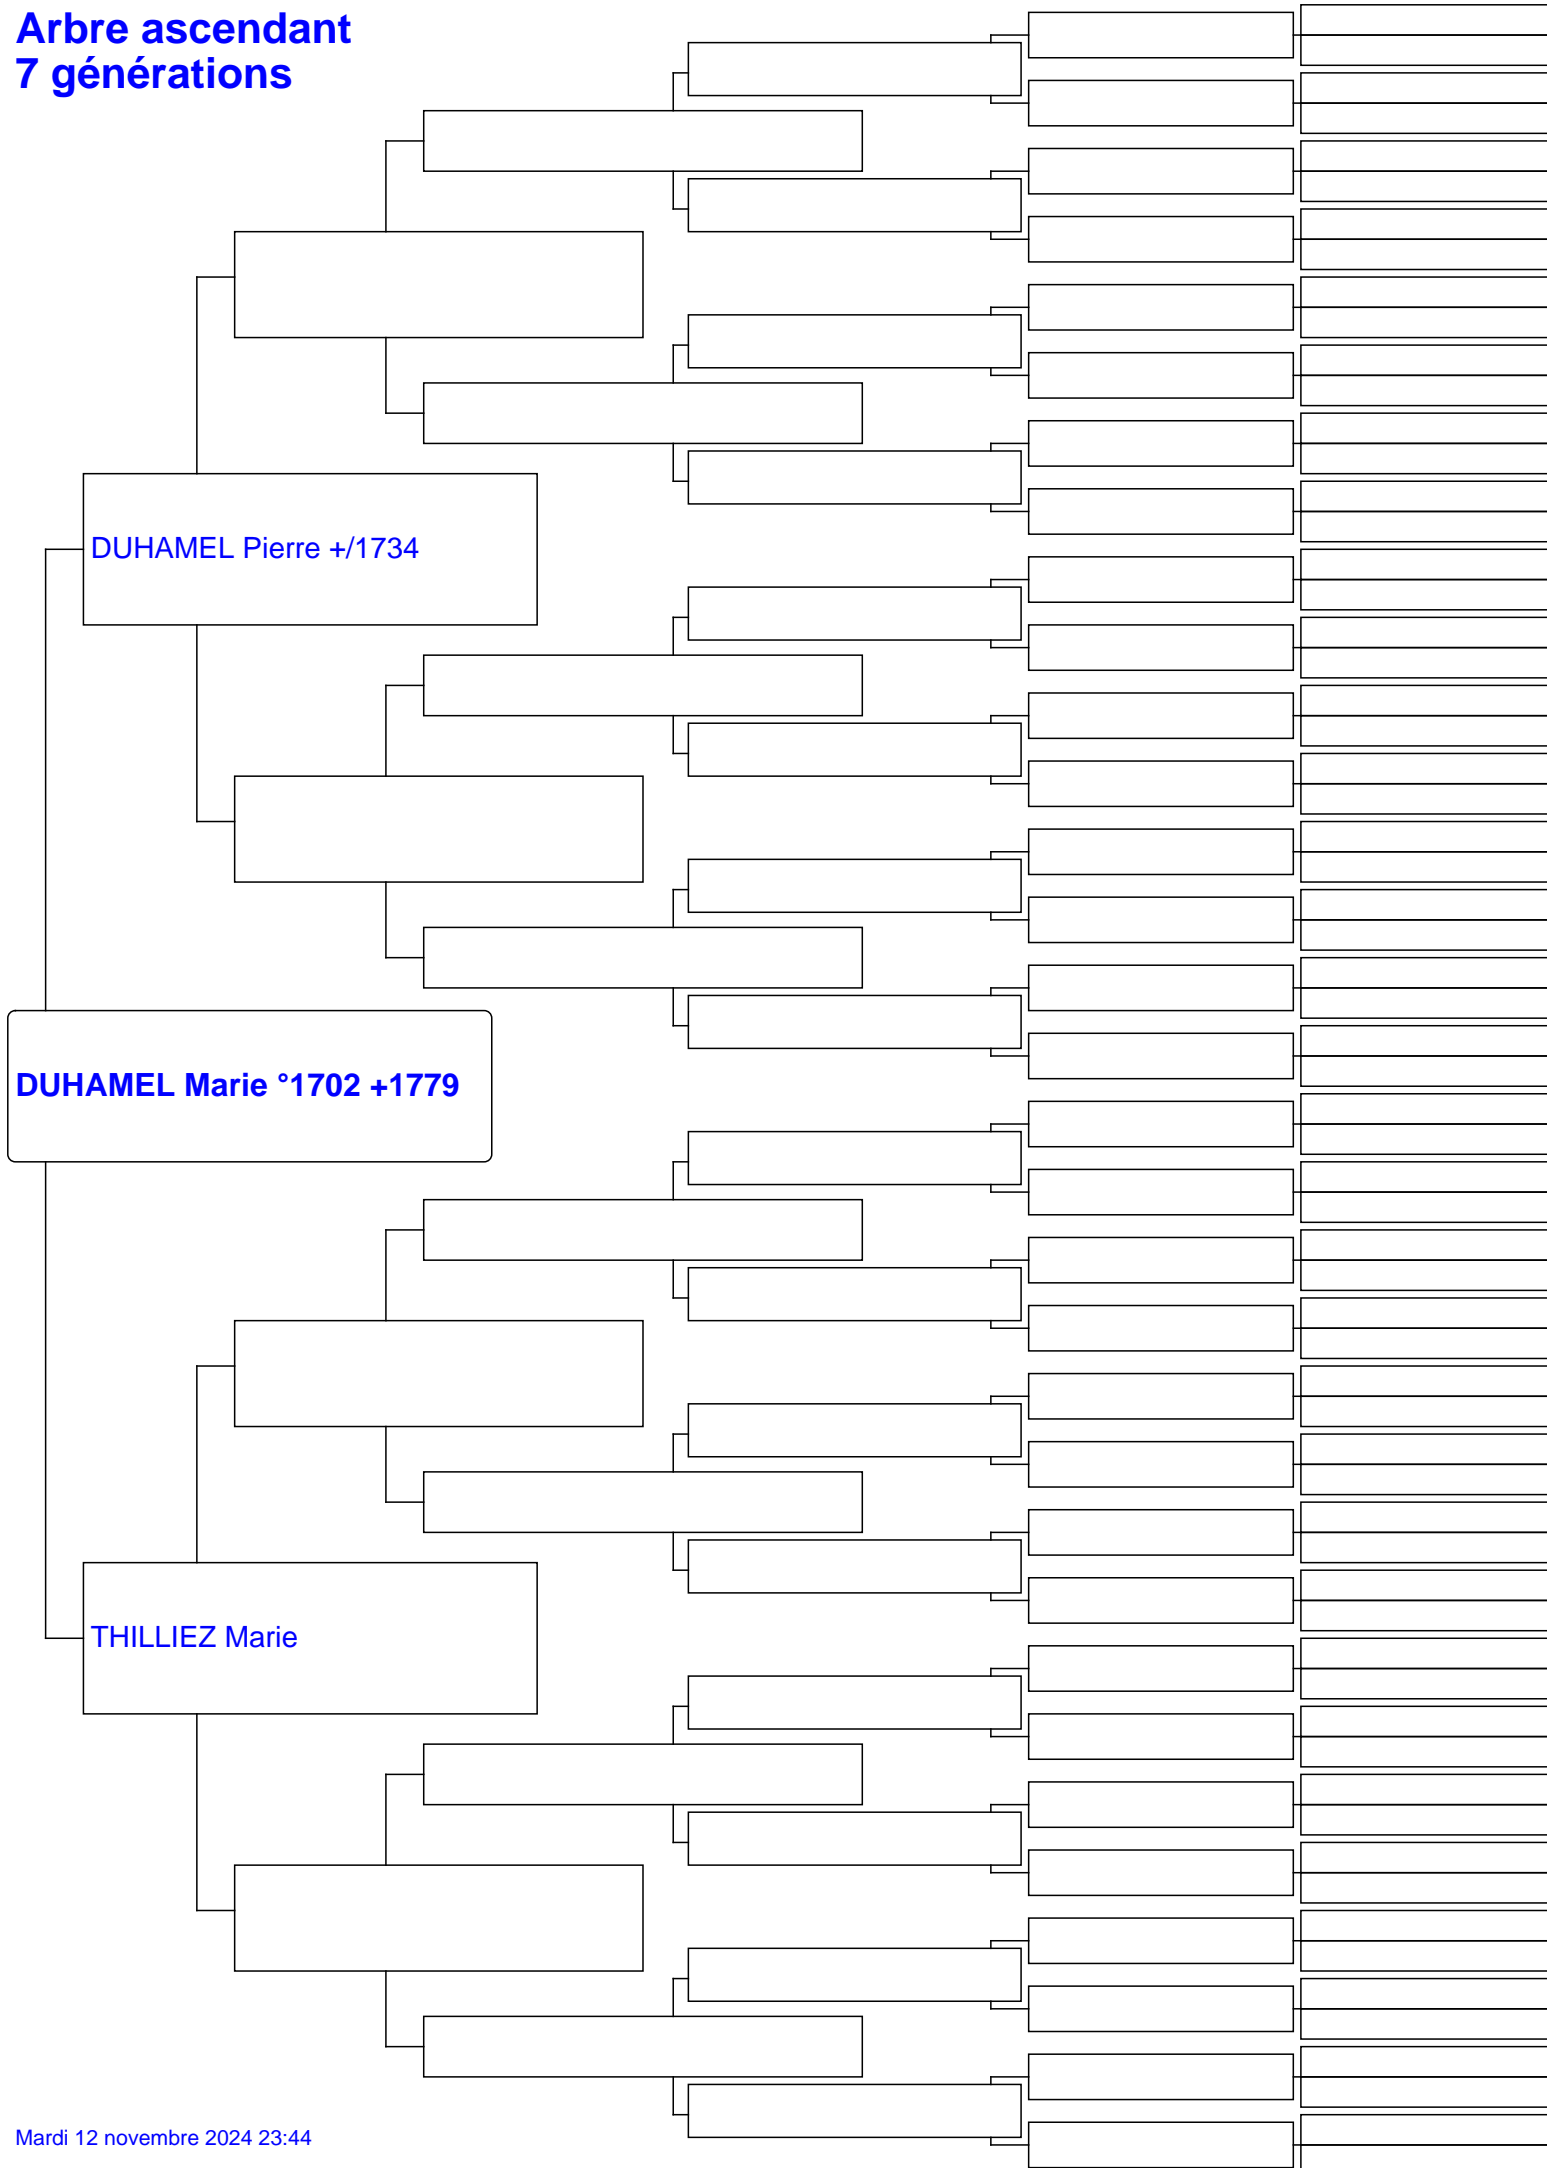 Arbre ascendant
7 générations
DUHAMEL Pierre +/1734
DUHAMEL Marie °1702 +1779
THILLIEZ Marie
Mardi 12 novembre 2024 23:44